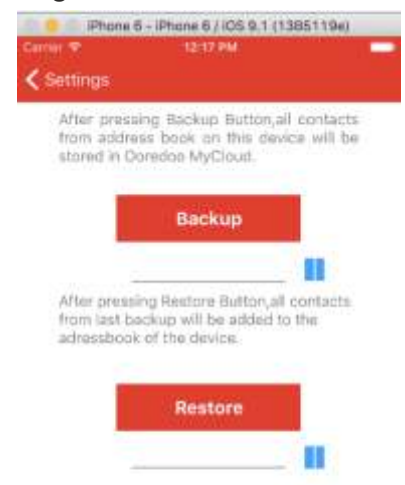 iPhone 6 - iPhone 6 / iOS 9.1 (13B5119e)
Carrier 12:17 PM
Settings
After pressing Backup Button,all contacts
from address book on this device will be
stored in Ooredoo MyCloud.
Backup
After pressing Restore Button,all contacts
from last backup will be added to the
adressbook of the device.
Restore